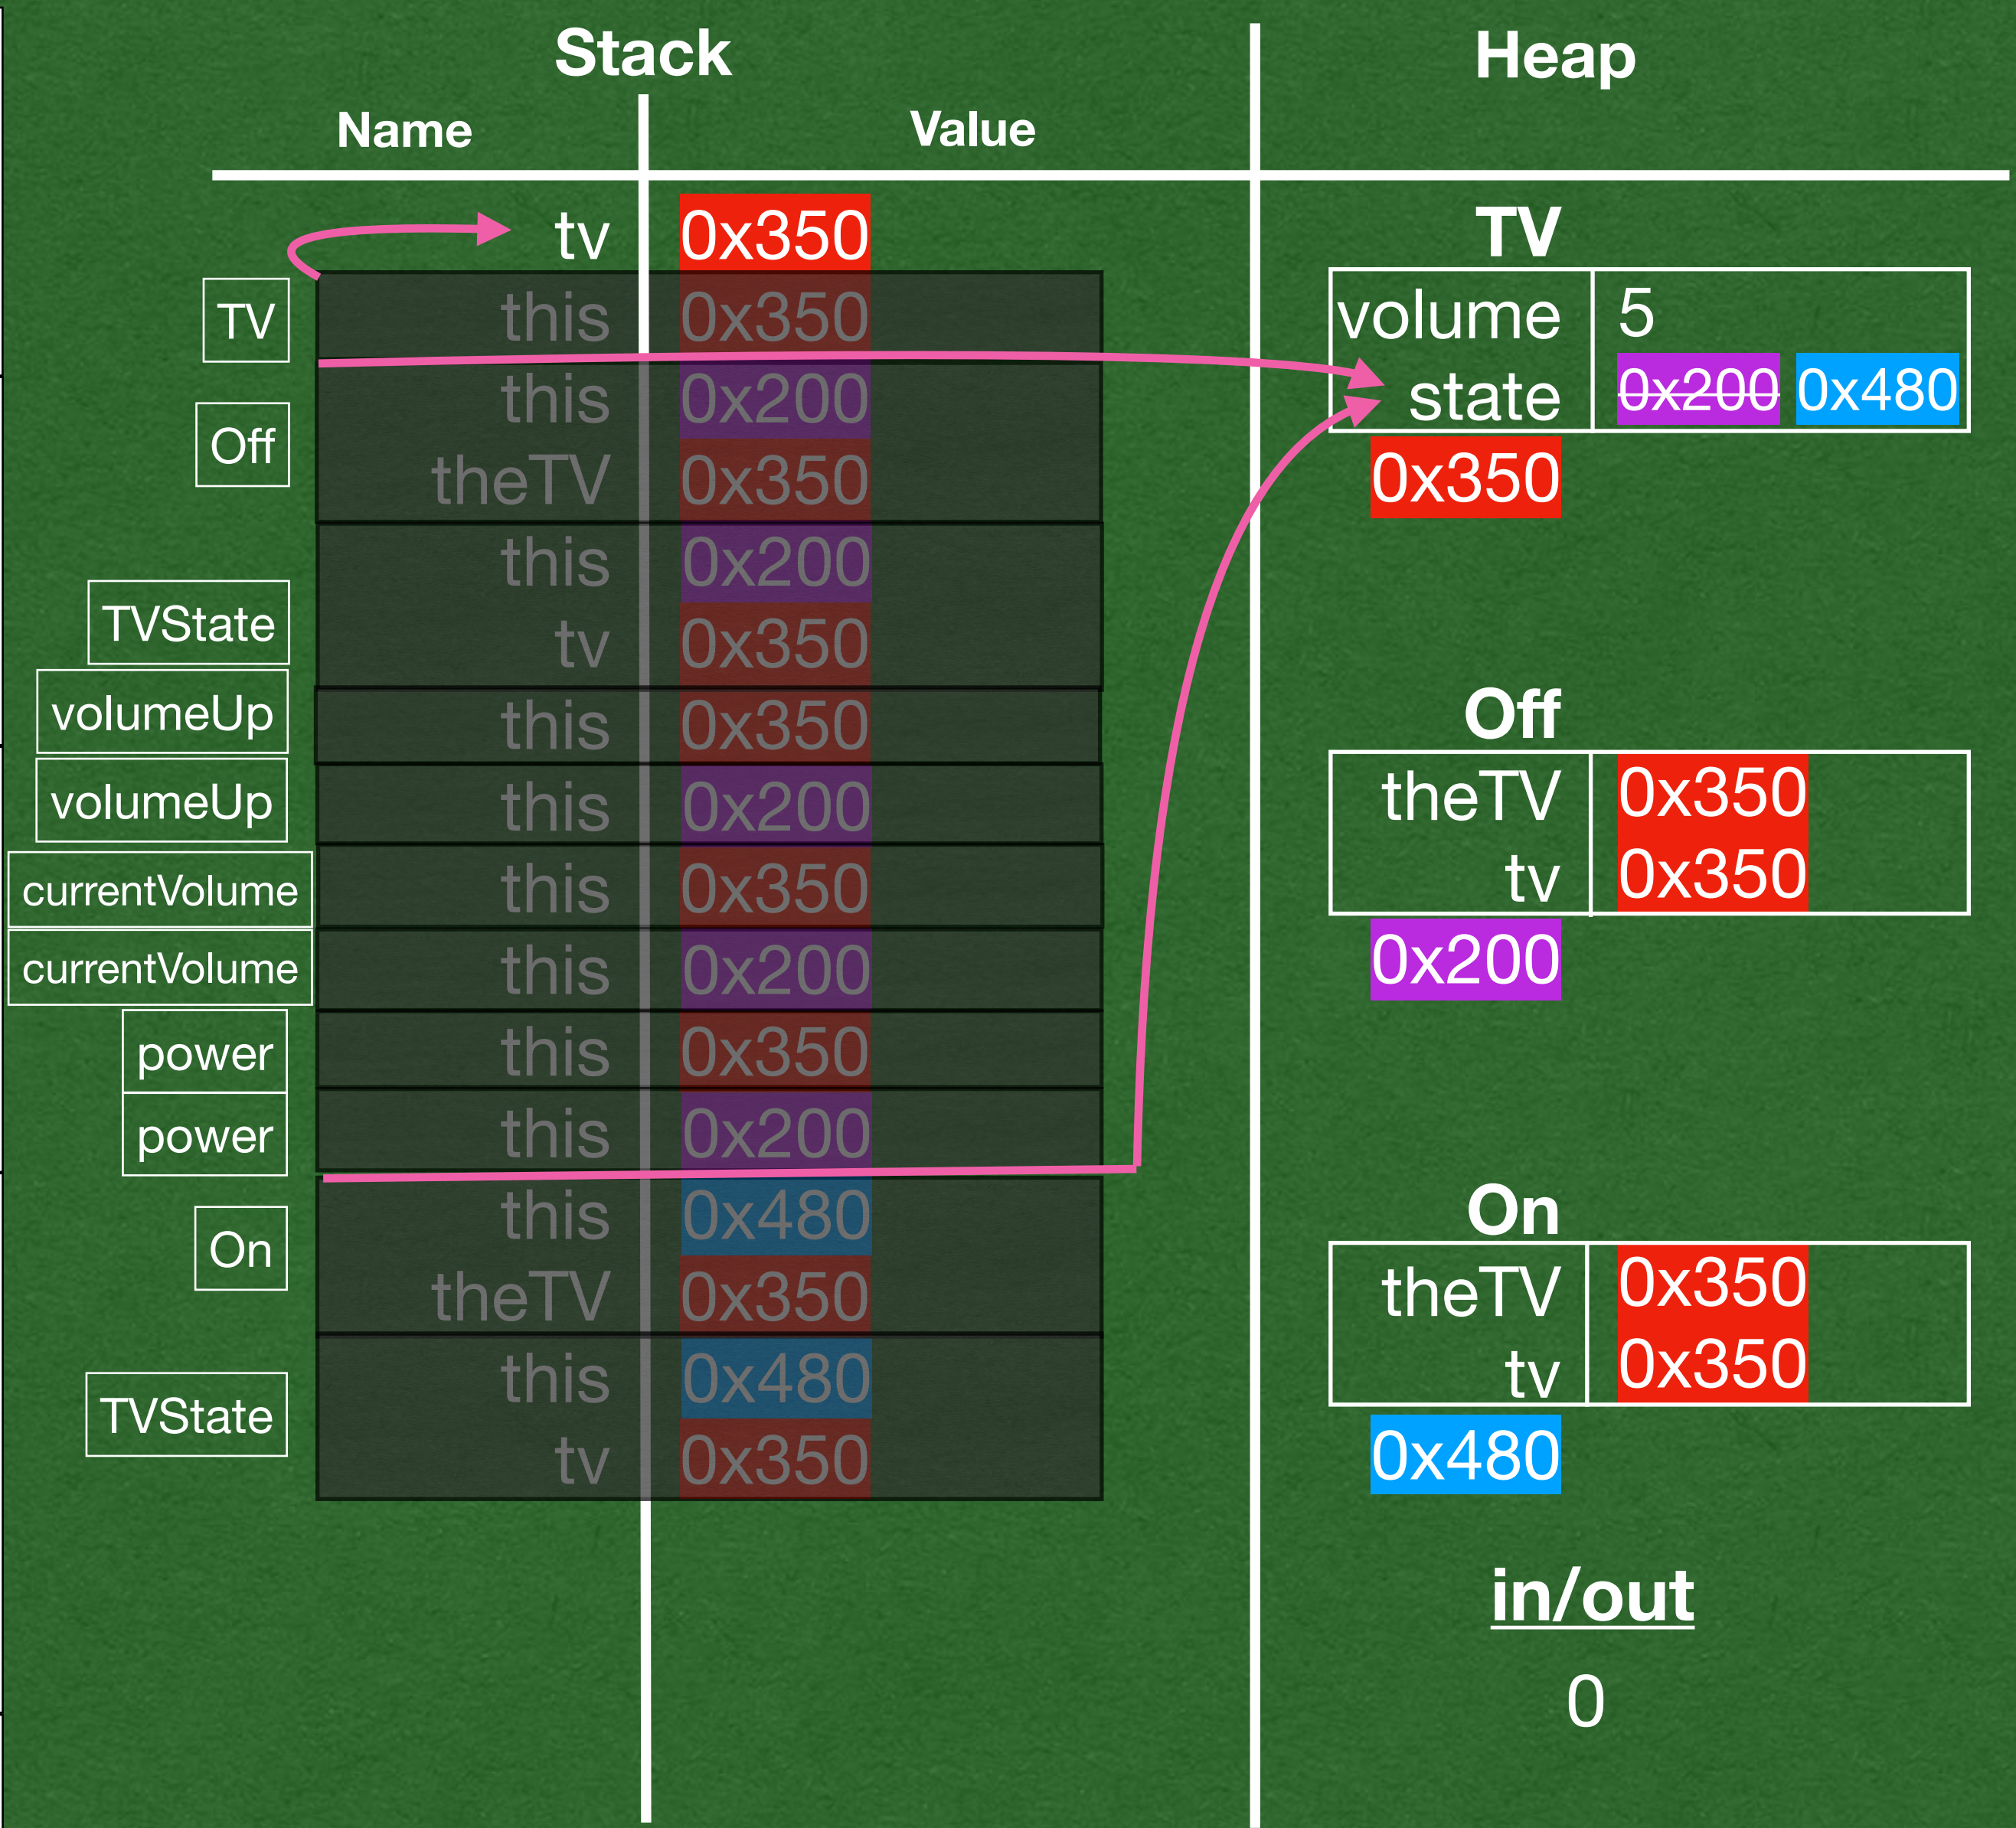 Stack
Heap
Name Value
tv 0x350
TV this 0x350
this 0x200
Off
theTV 0x350
this 0x200
TVState
tv 0x350
volumeUp this 0x350
volumeUp this 0x200
currentVolume this 0x350
currentVolume this 0x200
power this 0x350
power this 0x200
this 0x480
On
theTV 0x350
this 0x480
TVState
tv 0x350
TV
volume 5
state 0x200 0x480
0x350
Off
theTV 0x350
tv 0x350
0x200
On
theTV 0x350
tv 0x350
0x480
in/out
0